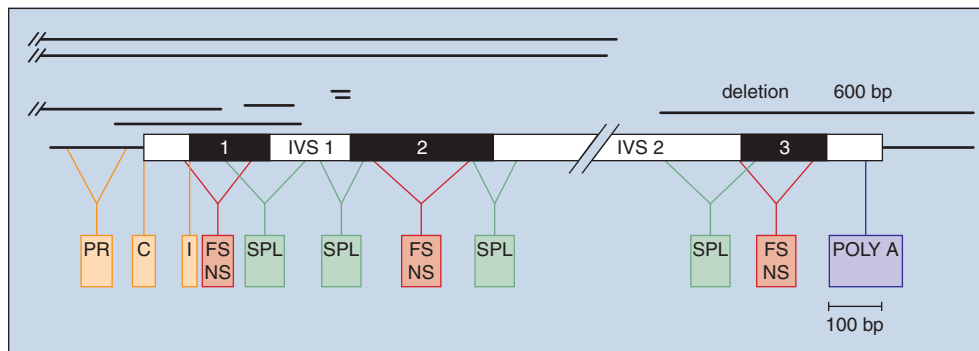 deletion 600 bp
1 IVS 1 2 IVS 2 3
PR C I FS SPL SPL FS SPL SPL FS POLY A
NS NS NS
100 bp